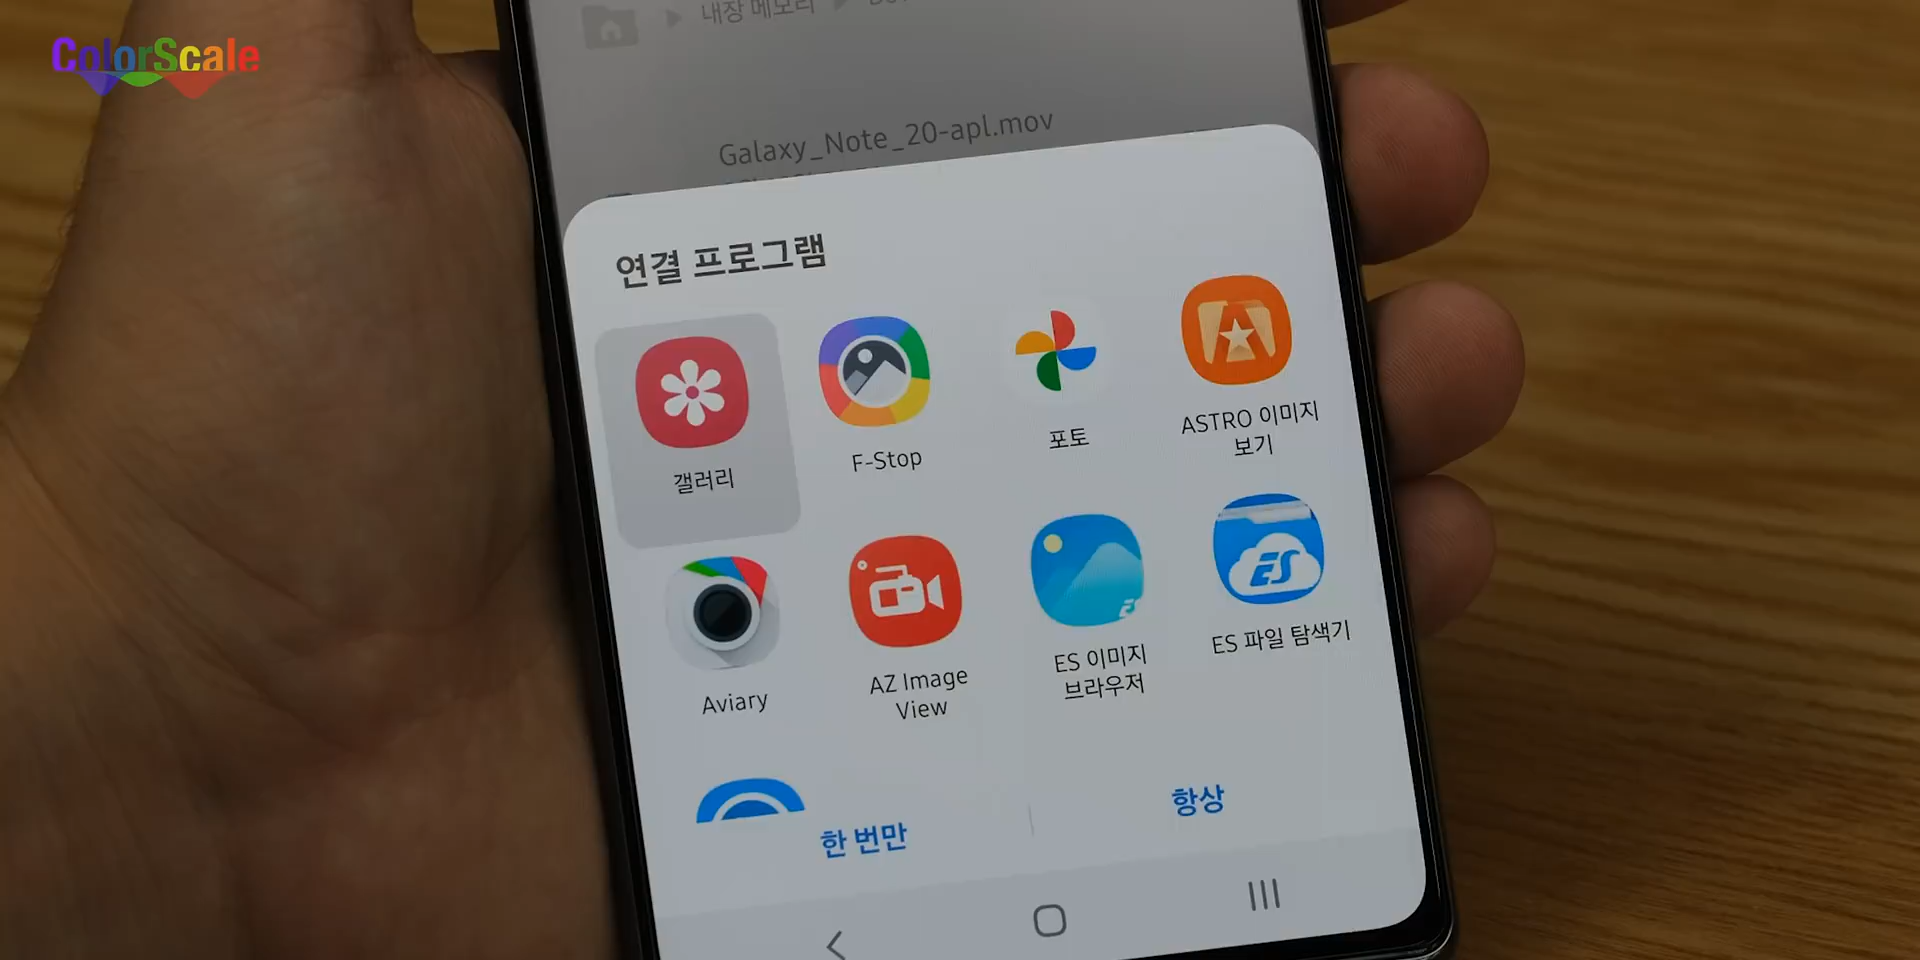 ColorScale
내장 메모리
Galaxy_Note_20-apl.mov
연결 프로그램
갤러리
F-Stop
포토
ASTRO 이미지
보기
Aviary
AZ Image
View
ES 이미지
브라우저
ES 파일 탐색기
한 번만
항상